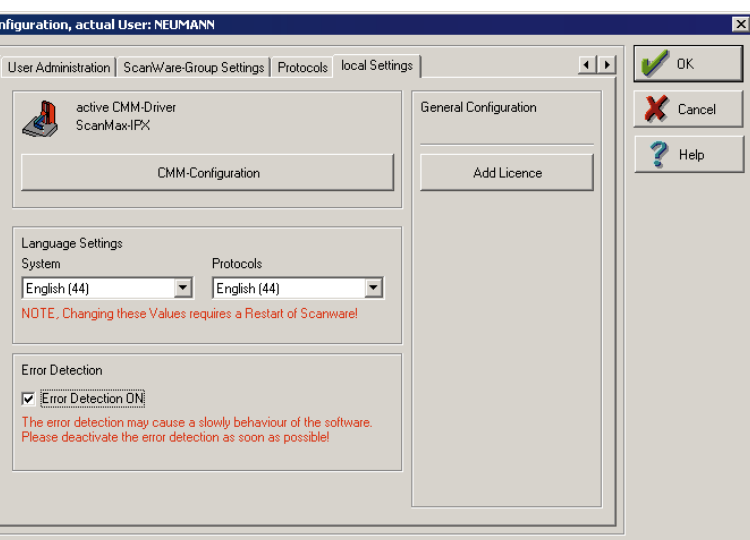 nfiguration, actual User: NEUMANN
User Administration
ScanWare-Group Settings
Protocols
local Settings
OK
Cancel
Help
active CMM-Driver
ScanMax-IPX
CMM-Configuration
General Configuration
Add Licence
Language Settings
System
Protocols
English (44)
English (44)
NOTE, Changing these Values requires a Restart of Scanware!
Error Detection
Error Detection ON
The error detection may cause a slowly behaviour of the software.
Please deactivate the error detection as soon as possible!